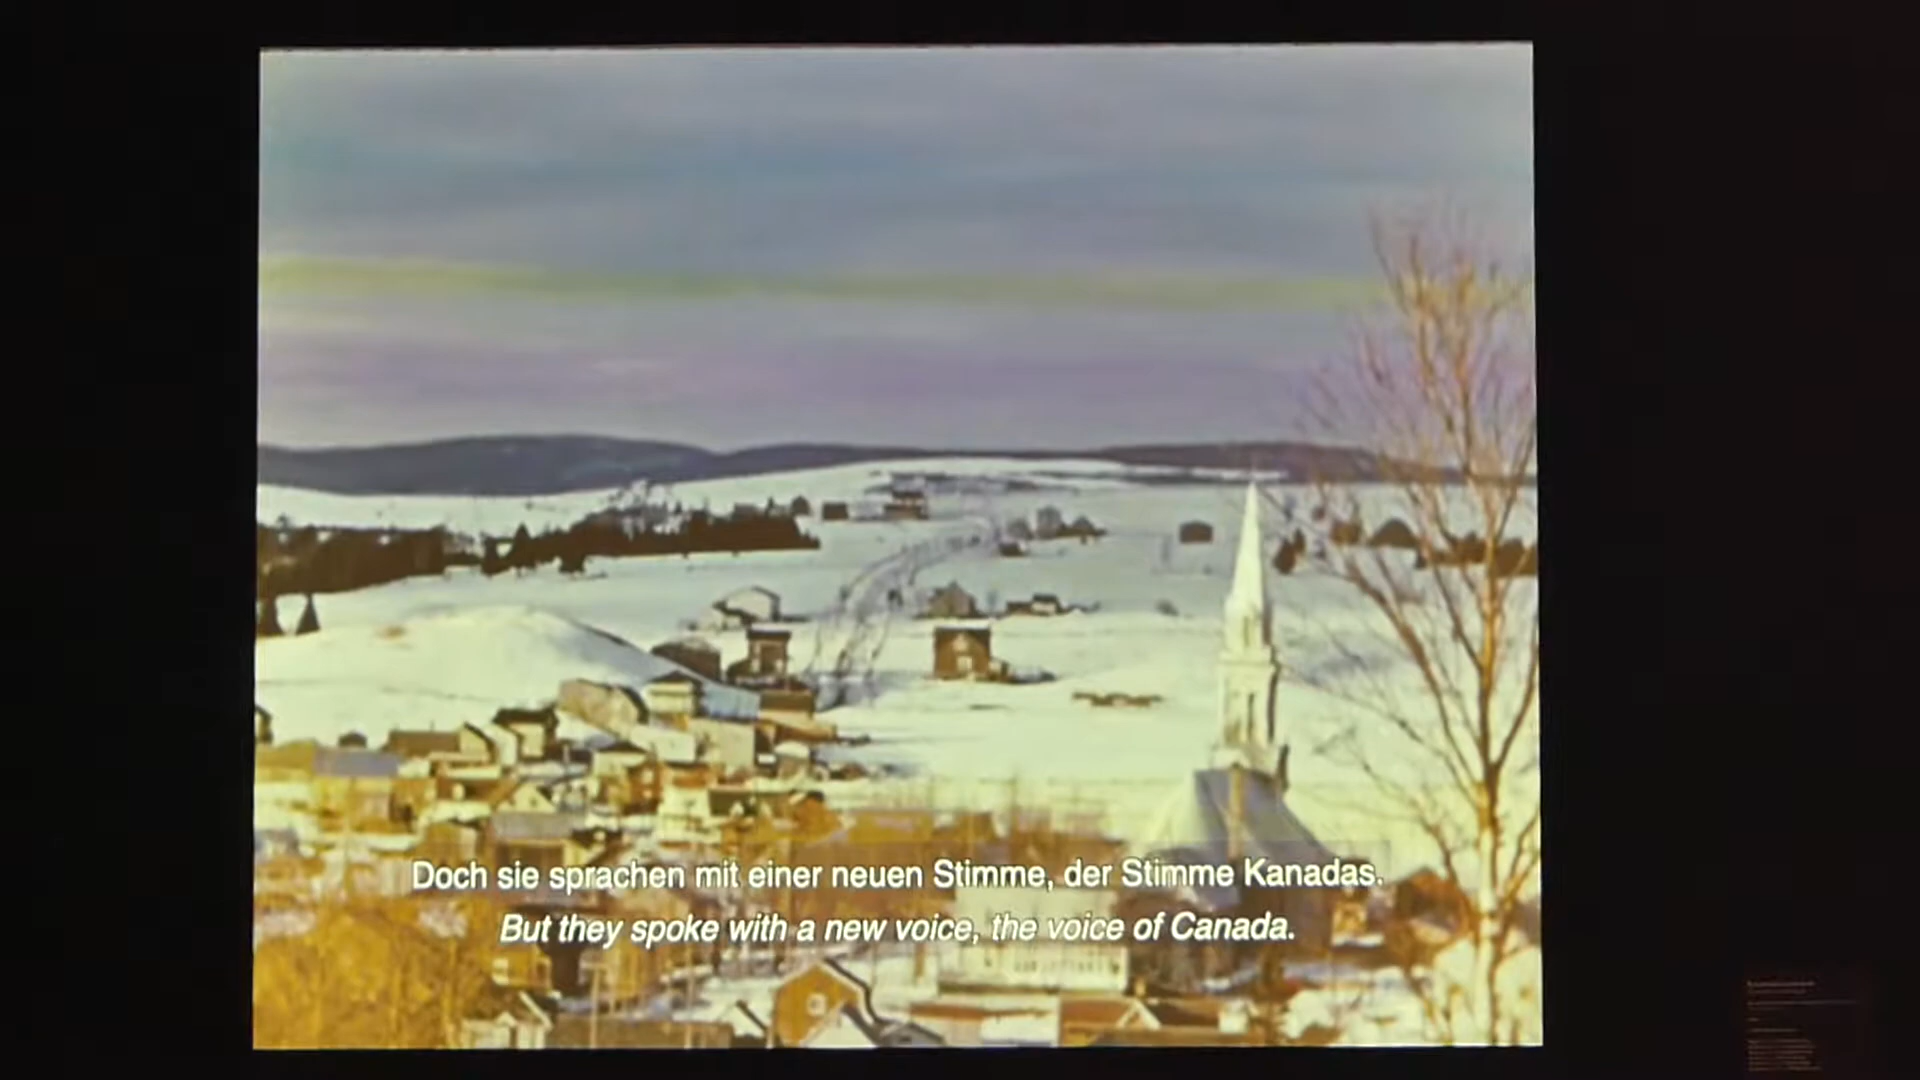 Doch sie sprachen mit einer neuen Stimme, der Stimme Kanadas.
But they spoke with a new voice, the voice of Canada.